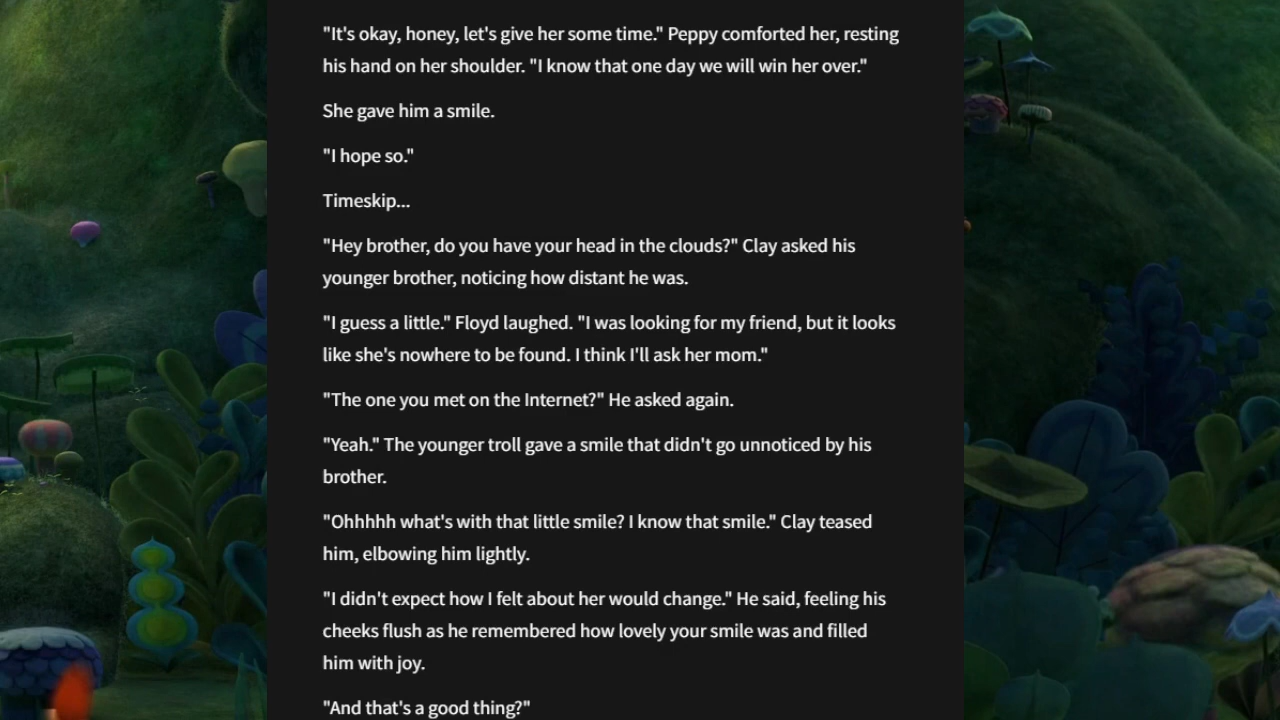 "It's okay, honey, let's give her some time." Peppy comforted her, resting
his hand on her shoulder. "I know that one day we will win her over."
She gave him a smile.
"I hope so."
Timeskip...
"Hey brother, do you have your head in the clouds?" Clay asked his
younger brother, noticing how distant he was.
"I guess a little." Floyd laughed. "I was looking for my friend, but it looks
like she's nowhere to be found. I think I'll ask her mom."
"The one you met on the Internet?" He asked again.
"Yeah." The younger troll gave a smile that didn't go unnoticed by his
brother.
"Ohhhhh what's with that little smile? I know that smile." Clay teased
him, elbowing him lightly.
"I didn't expect how I felt about her would change." He said, feeling his
cheeks flush as he remembered how lovely your smile was and filled
him with joy.
"And that's a good thing?"